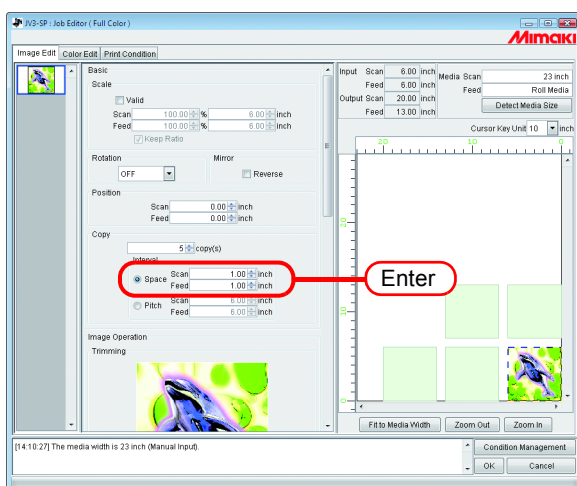 JV3-SP : Job Editor ( Full Color )
Mimaki
Image Edit Color Edit Print Condition
Basic
Scale
Valid
Scan 100.00 % 6.00 inch
Feed 100.00 % 6.00 inch
Keep Ratio
Rotation Mirror
OFF Reverse
Position
Scan 0.00 inch
Feed 0.00 inch
Copy
5 copy(s)
Interval
Space Scan 1.00 inch
Feed 1.00 inch
Pitch Scan 6.00 inch
Feed 6.00 inch
Enter
Image Operation
Trimming
Input Scan 6.00 inch
Feed 6.00 inch
Output Scan 20.00 inch
Feed 13.00 inch
Media Scan 23 inch
Feed Roll Media
Detect Media Size
Cursor Key Unit 10 inch
20 10 0
20
10
0
Fit to Media Width Zoom Out Zoom In
[14:10:27] The media width is 23 inch (Manual Input).
Condition Management
OK Cancel